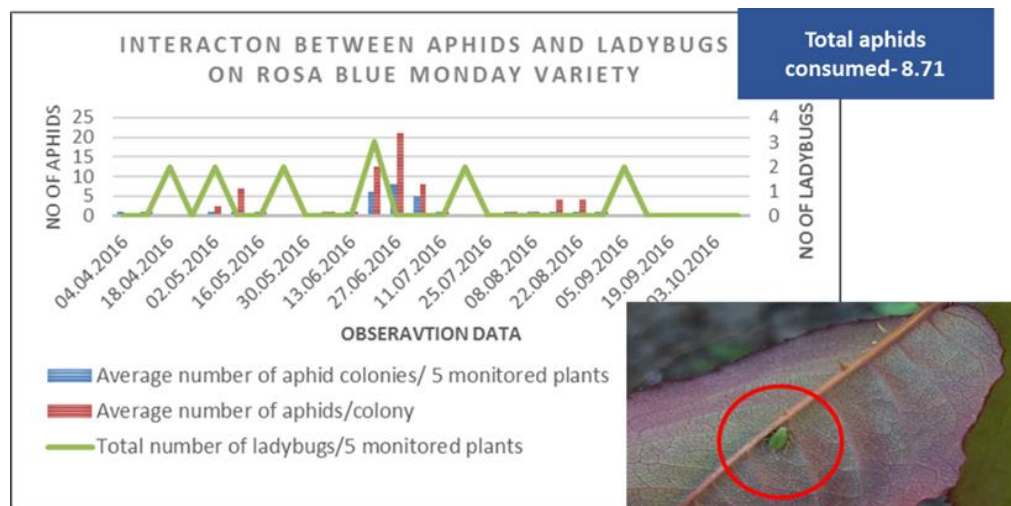 INTERACTON BETWEEN APHIDS AND LADYBUGS
ON ROSA BLUE MONDAY VARIETY
Total aphids
consumed- 8.71
NO OF APHIDS
25
20
15
10
5
0
4
3
2
1
0
NO OF LADYBUGS
04.04.2016
18.04.2016
02.05.2016
16.05.2016
30.05.2016
13.06.2016
27.06.2016
11.07.2016
25.07.2016
08.08.2016
22.08.2016
05.09.2016
19.09.2016
03.10.2016
OBSERAVTION DATA
Average number of aphid colonies/ 5 monitored plants
Average number of aphids/colony
Total number of ladybugs/5 monitored plants